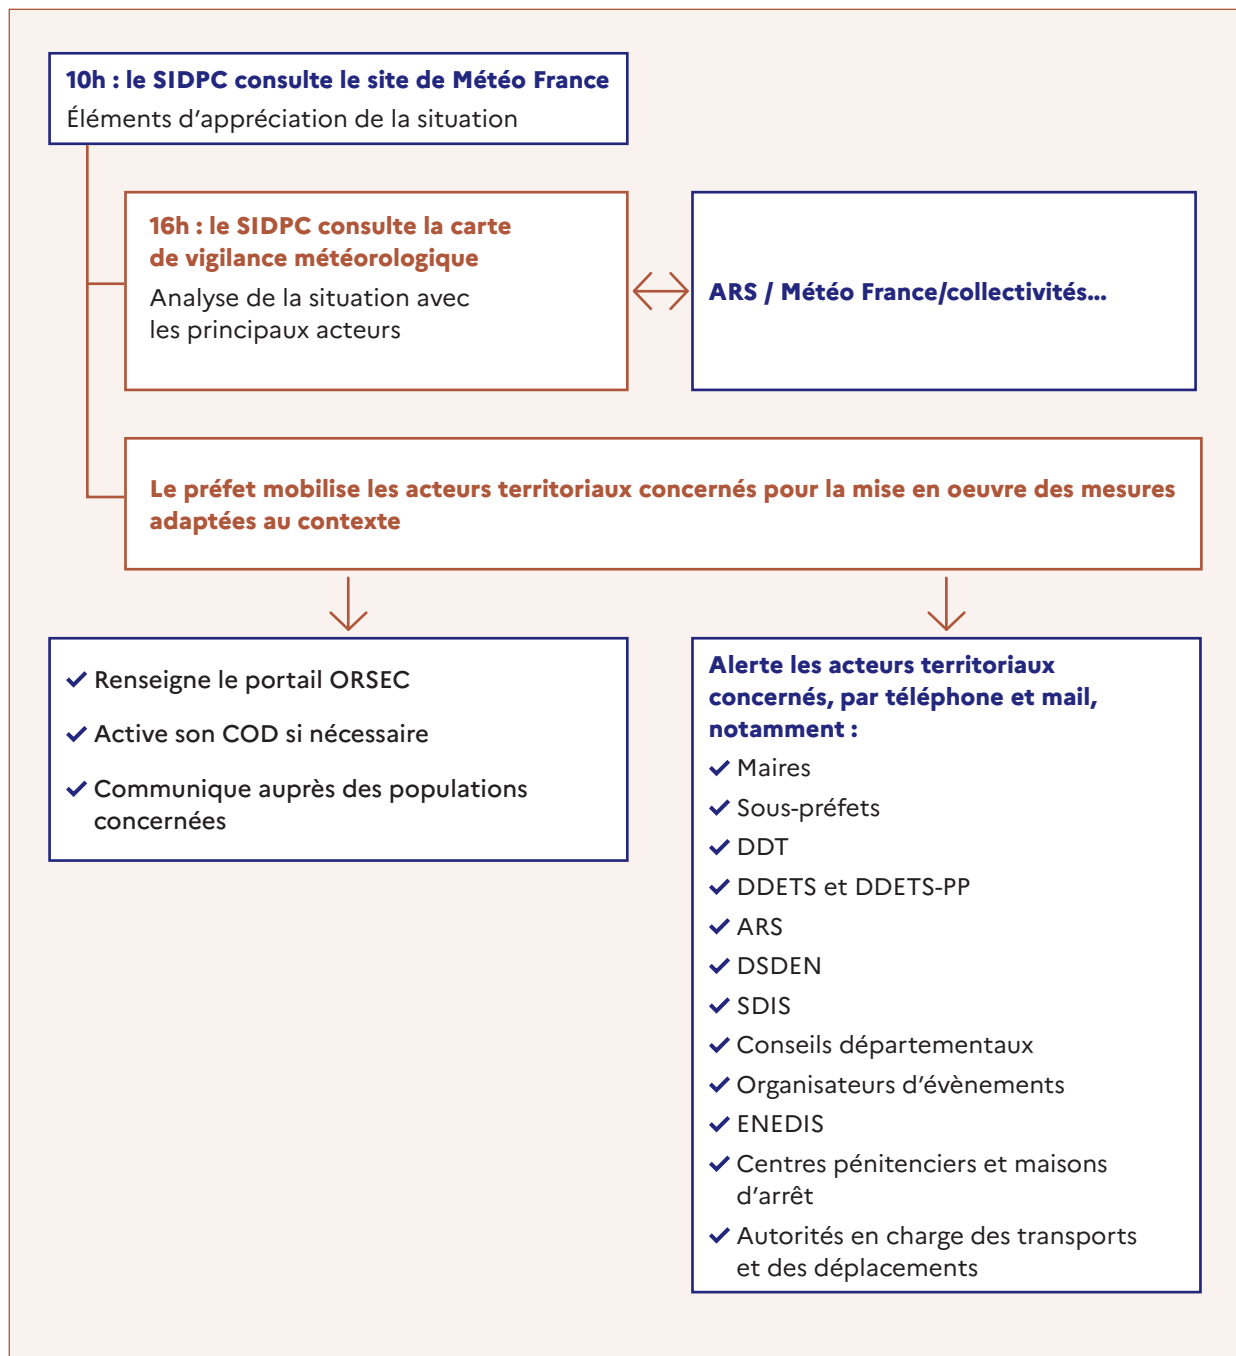 10h : le SIDPC consulte le site de Météo France
Éléments d’appréciation de la situation
16h : le SIDPC consulte la carte
de vigilance météorologique
Analyse de la situation avec
les principaux acteurs
ARS / Météo France/collectivités...
Le préfet mobilise les acteurs territoriaux concernés pour la mise en oeuvre des mesures
adaptées au contexte
✓ Renseigne le portail ORSEC
✓ Active son COD si nécessaire
✓ Communique auprès des populations
concernées
Alerte les acteurs territoriaux
concernés, par téléphone et mail,
notamment :
✓ Maires
✓ Sous-préfets
✓ DDT
✓ DDETS et DDETS-PP
✓ ARS
✓ DSDEN
✓ SDIS
✓ Conseils départementaux
✓ Organisateurs d’évènements
✓ ENEDIS
✓ Centres pénitenciers et maisons
d’arrêt
✓ Autorités en charge des transports
et des déplacements